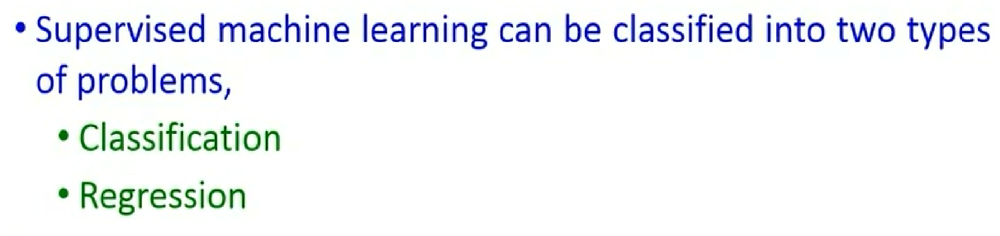 • Supervised machine learning can be classified into two types
of problems,
• Classification
• Regression